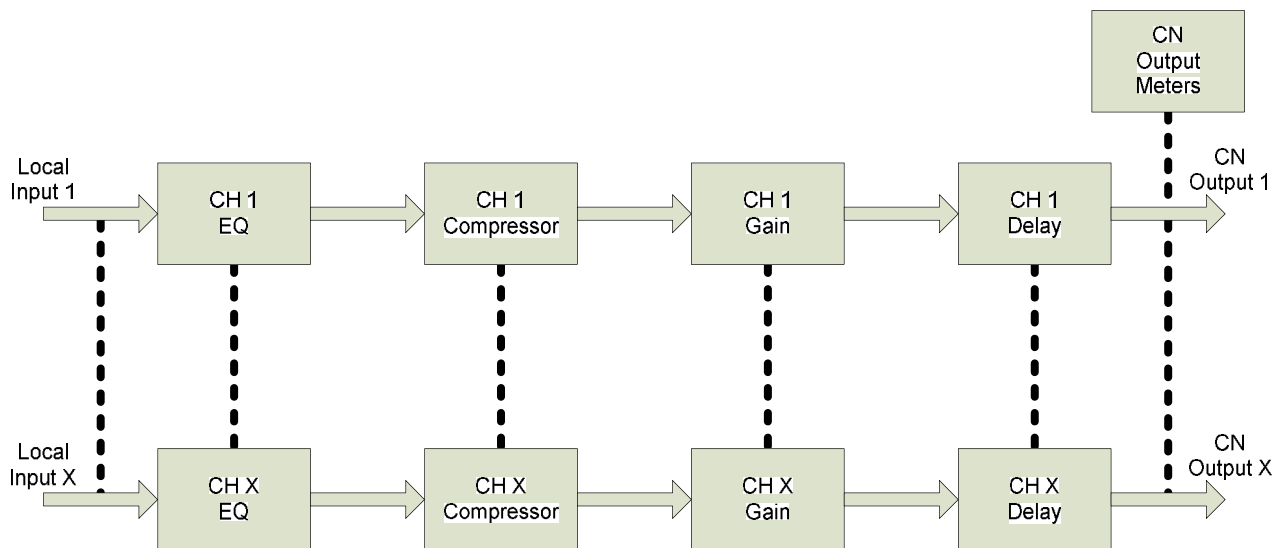 CN
Output
Meters
Local
Input 1
CH 1
EQ
CH 1
Compressor
CH 1
Gain
CH 1
Delay
CN
Output 1
Local
Input X
CH X
EQ
CH X
Compressor
CH X
Gain
CH X
Delay
CN
Output X